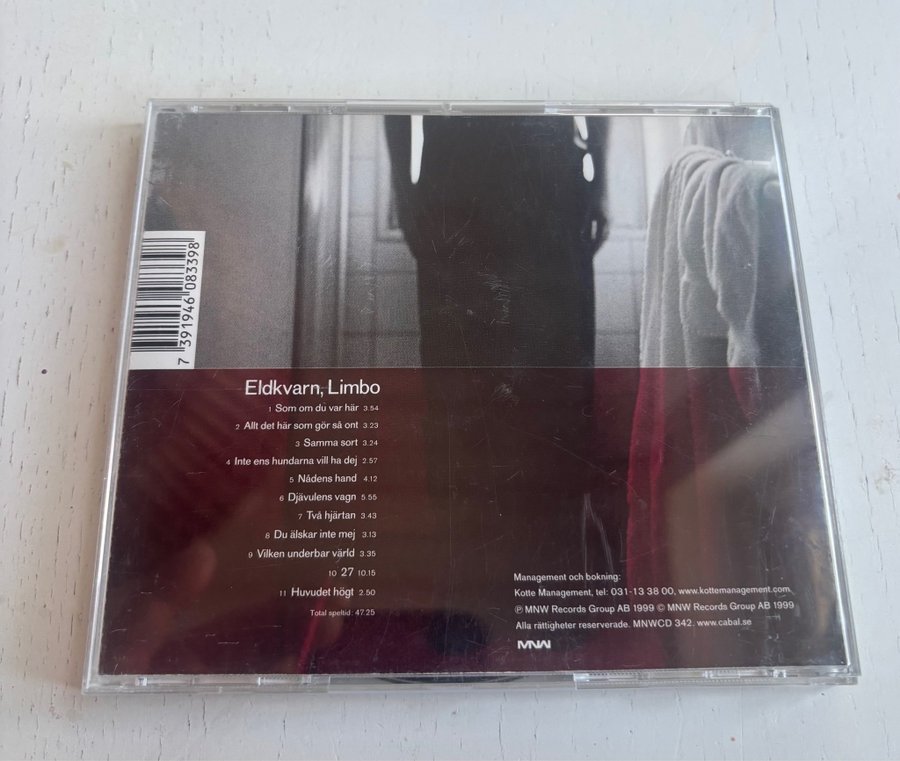 7 391946 083398
Eldkvarn, Limbo
1 Som om du var här 3.54
2 Allt det här som gör så ont 3.23
3 Samma sort 3.24
4 Inte ens hundarna vill ha dej 2.57
5 Nådens hand 4.12
6 Djävulens vagn 5.55
7 Två hjärtan 3.43
8 Du älskar inte mej 3.13
9 Vilken underbar värld 3.35
10 27 10.15
11 Huvudet högt 2.50
Total speltid: 47.25
Management och bokning:
Kotte Management, tel: 031-13 38 00, www.kottemanagement.com
℗ MNW Records Group AB 1999 © MNW Records Group AB 1999
Alla rättigheter reserverade. MNWCD 342. www.cabal.se
MNW